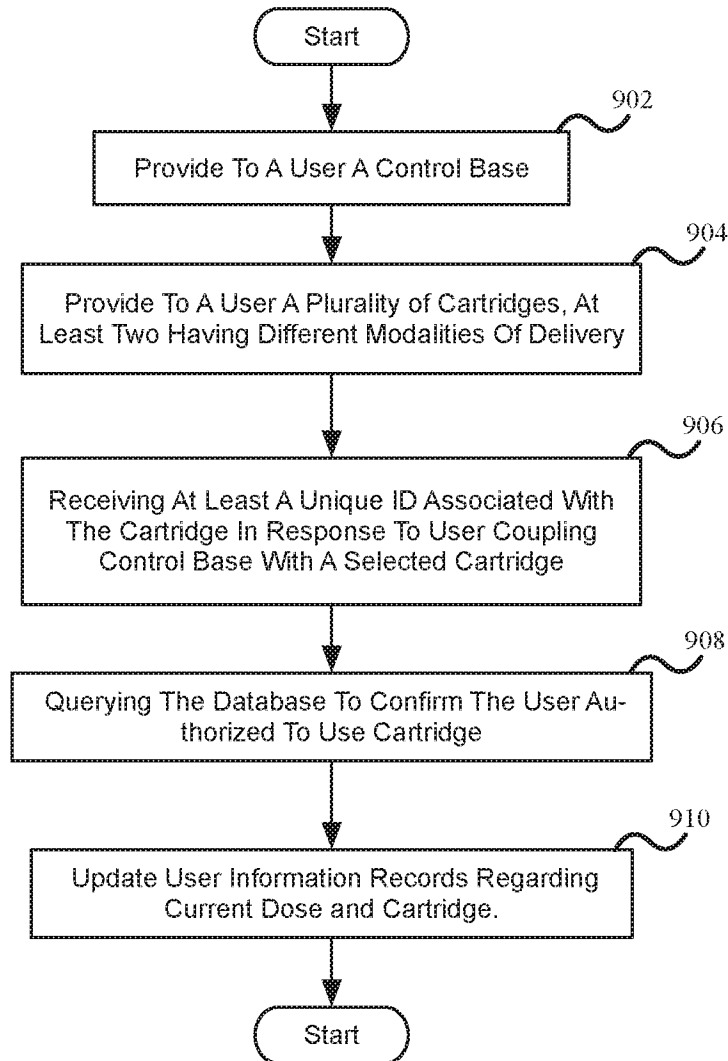 Start
902
Provide To A User A Control Base
904
Provide To A User A Plurality of Cartridges, At
Least Two Having Different Modalities Of Delivery
906
Receiving At Least A Unique ID Associated With
The Cartridge In Response To User Coupling
Control Base With A Selected Cartridge
908
Querying The Database To Confirm The User Au-
thorized To Use Cartridge
910
Update User Information Records Regarding
Current Dose and Cartridge.
Start